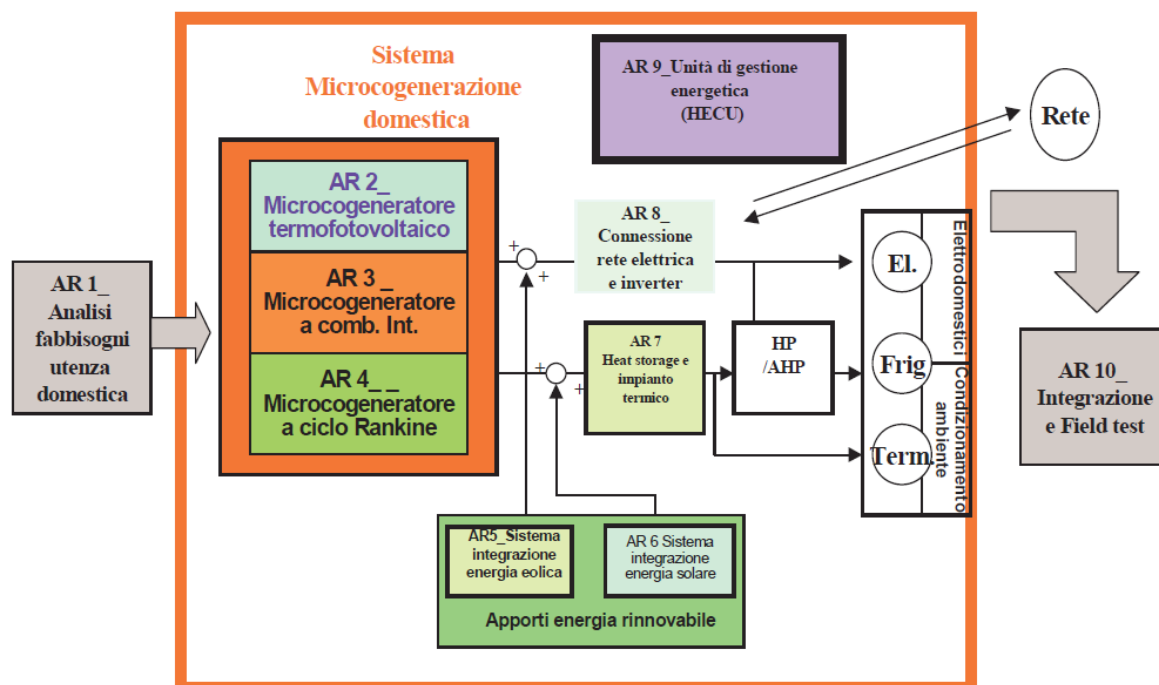 Sistema
Microcogenerazione
domestica
AR 9_Unità di gestione
energetica
(HECU)
Rete
AR 2_
Microcogeneratore
termofotovoltaico
AR 3 _
Microcogeneratore
a comb. Int.
AR 4_ _
Microcogeneratore
a ciclo Rankine
AR 1_
Analisi
fabbisogni
utenza
domestica
+
+
AR 8_
Connessione
rete elettrica
e inverter
+
+
AR 7
Heat storage e
impianto
termico
HP
/AHP
El.
Frig
Term.
Elettrodomestici
Condizionamento
ambiente
AR 10_
Integrazione
e Field test
AR5_Sistema
integrazione
energia eolica
AR 6 Sistema
integrazione
energia solare
Apporti energia rinnovabile